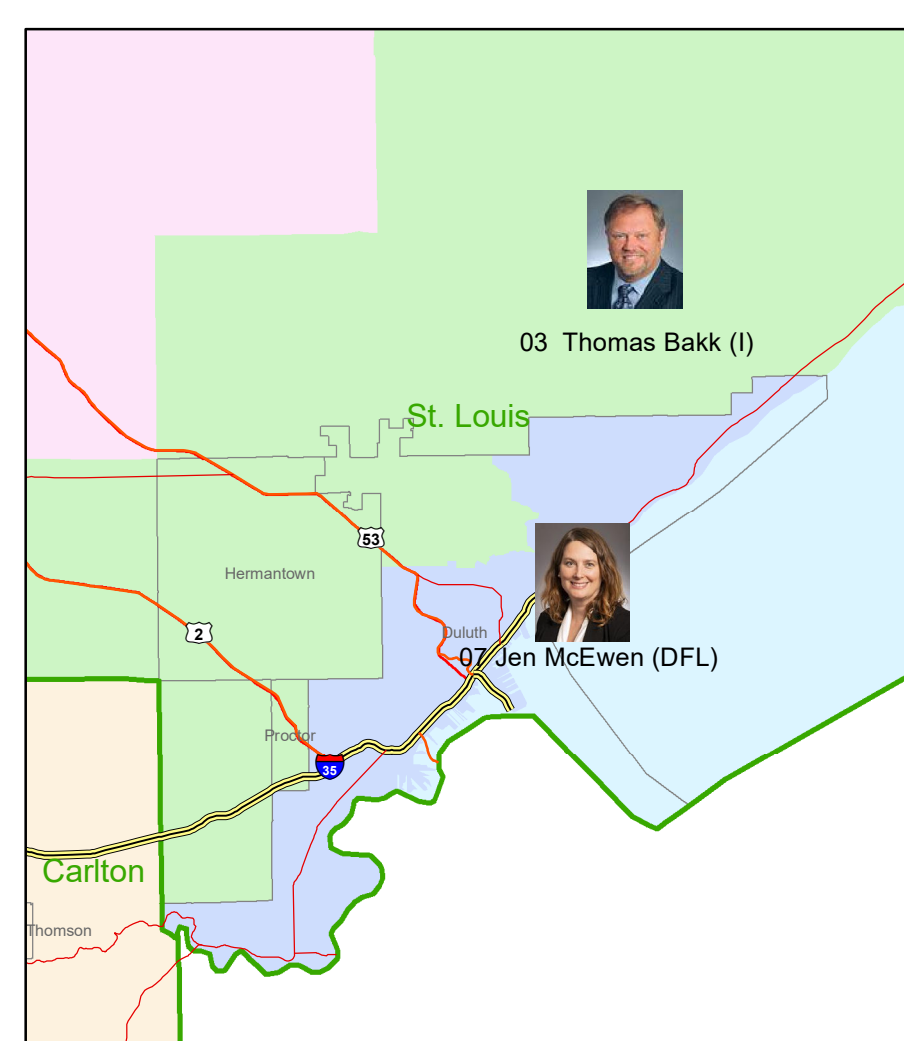 03  Thomas Bakk (I)
St. Louis
53
Hermantown
2
Duluth
07 Jen McEwen (DFL)
Proctor
35
Carlton
Thomson